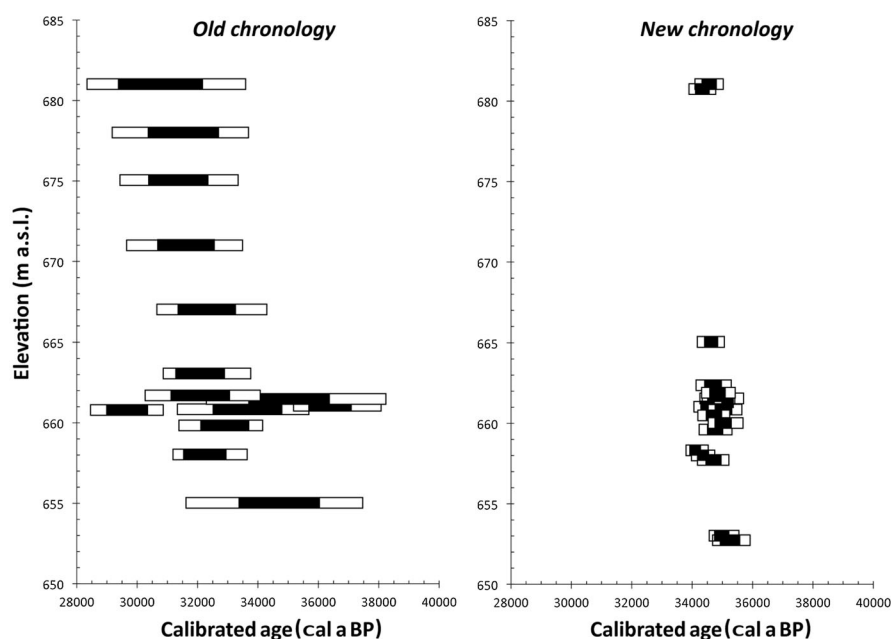 Old chronology
New chronology
Elevation (m a.s.l.)
685
680
675
670
665
660
655
650
28000 30000 32000 34000 36000 38000 40000
Calibrated age (cal a BP)
685
680
675
670
665
660
655
650
28000 30000 32000 34000 36000 38000 40000
Calibrated age (cal a BP)